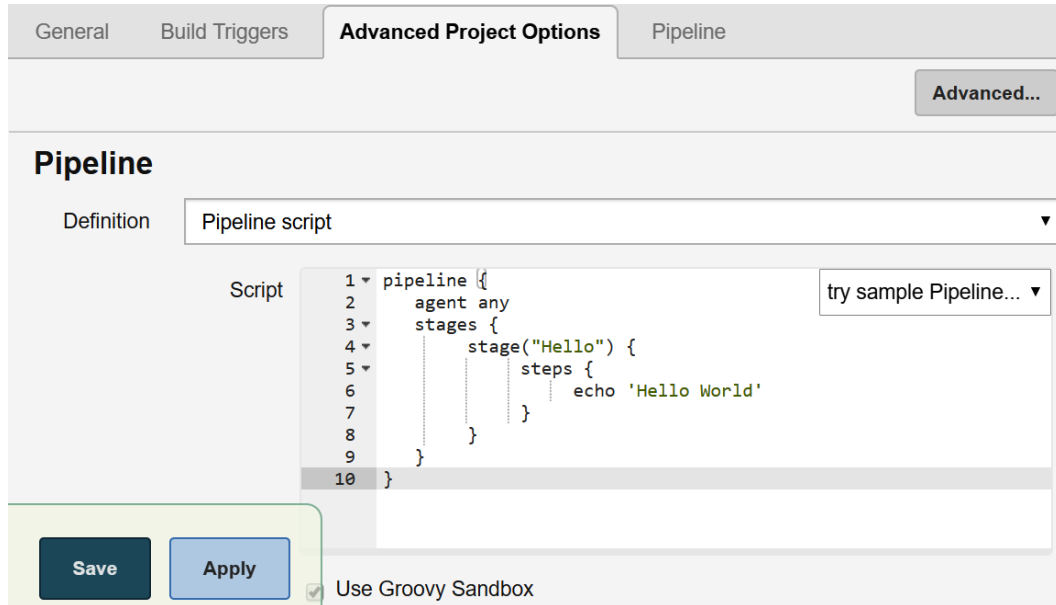 General Build Triggers Advanced Project Options Pipeline
Advanced...
Pipeline
Definition Pipeline script
Script
try sample Pipeline...
1 pipeline {
2 agent any
3 stages {
4 stage("Hello") {
5 steps {
6 echo 'Hello World'
7 }
8 }
9 }
10 }
Save Apply
Use Groovy Sandbox